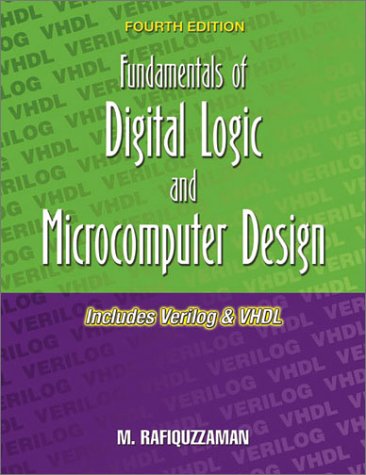 FOURTH EDITION
Fundamentals of
Digital Logic
and
Microcomputer Design
Includes Verilog & VHDL
M. RAFIQUZZAMAN